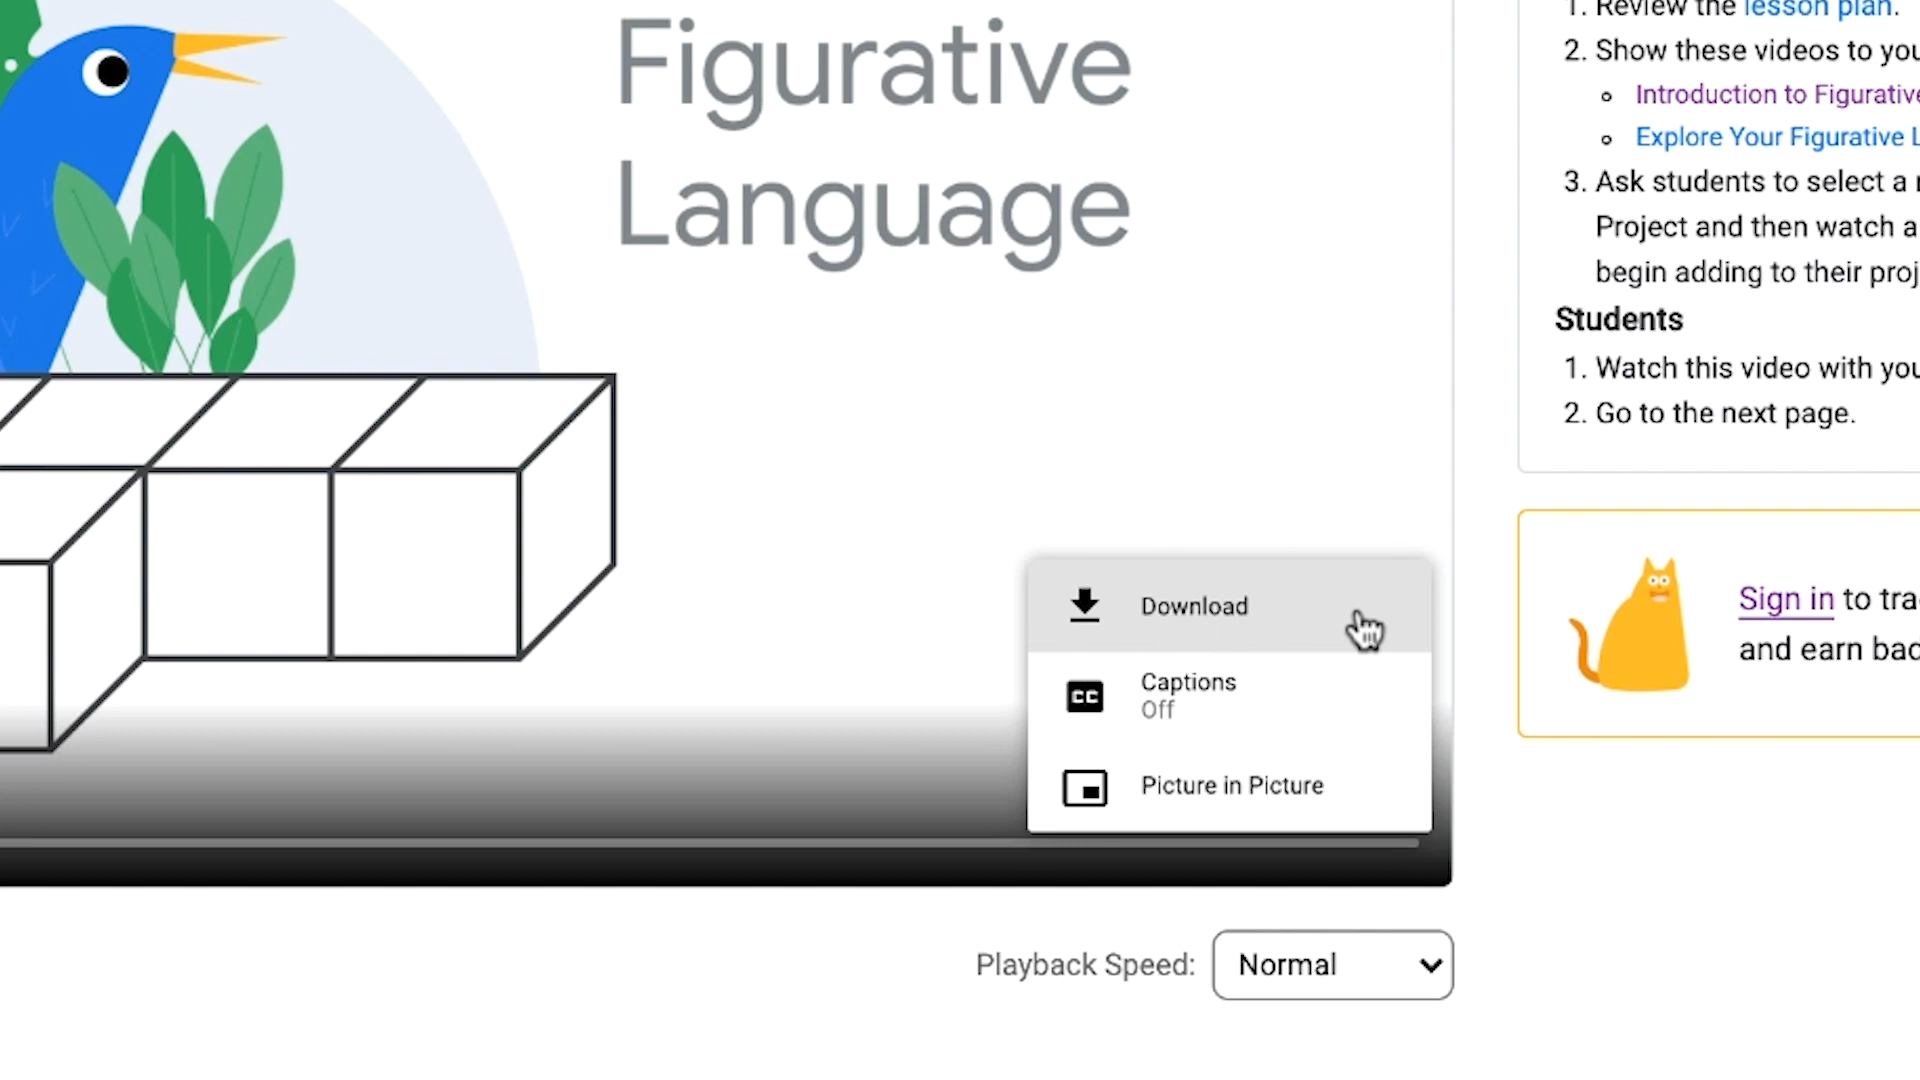 Figurative
Language
Download
Captions
Off
Picture in Picture
Playback Speed:
Normal
1. Review the lesson plan.
2. Show these videos to you
Introduction to Figurative
Explore Your Figurative L
3. Ask students to select a
Project and then watch a
begin adding to their proj
Students
1. Watch this video with you
2. Go to the next page.
Sign in to tra
and earn bad
CC